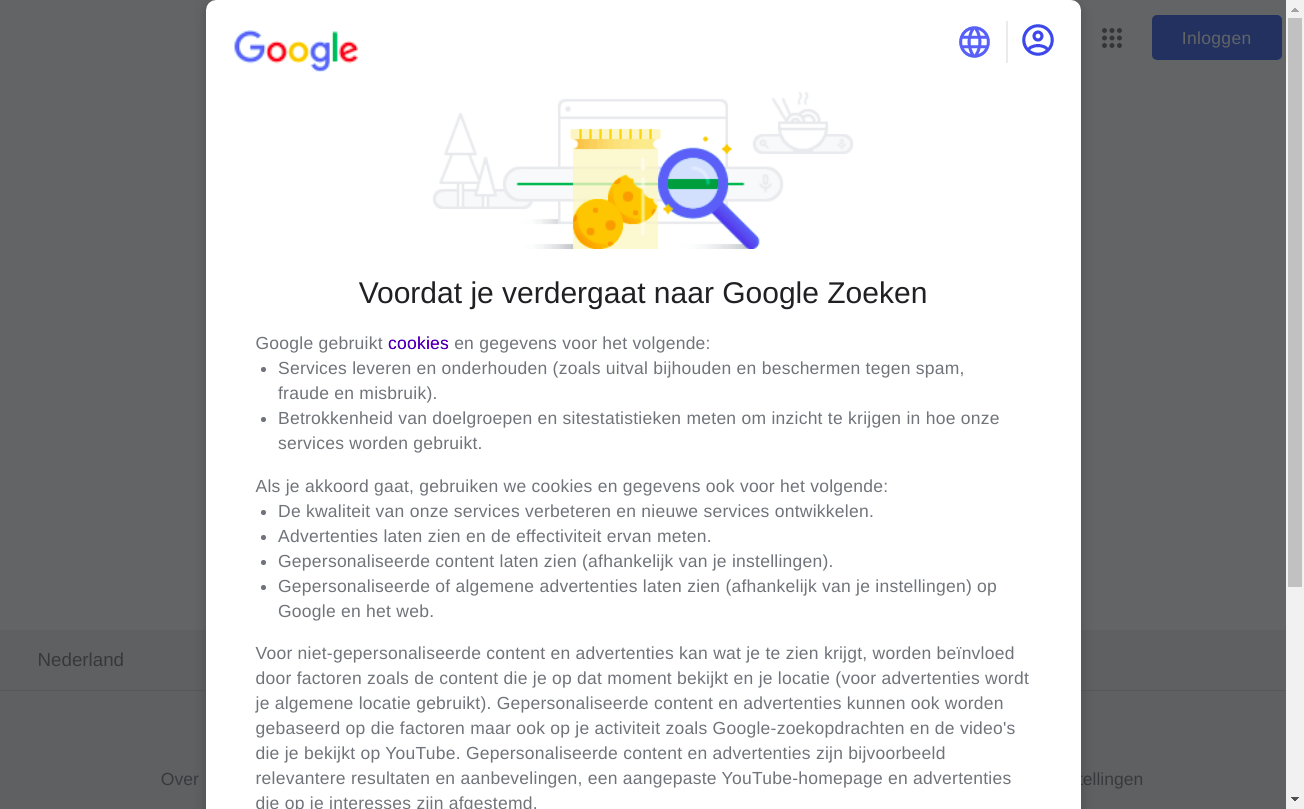 Google
Inloggen
Voordat je verdergaat naar Google Zoeken
Google gebruikt cookies en gegevens voor het volgende:
Services leveren en onderhouden (zoals uitval bijhouden en beschermen tegen spam,
fraude en misbruik).
Betrokkenheid van doelgroepen en sitestatistieken meten om inzicht te krijgen in hoe onze
services worden gebruikt.
Als je akkoord gaat, gebruiken we cookies en gegevens ook voor het volgende:
De kwaliteit van onze services verbeteren en nieuwe services ontwikkelen.
Advertenties laten zien en de effectiviteit ervan meten.
Gepersonaliseerde content laten zien (afhankelijk van je instellingen).
Gepersonaliseerde of algemene advertenties laten zien (afhankelijk van je instellingen) op
Google en het web.
Nederland
Voor niet-gepersonaliseerde content en advertenties kan wat je te zien krijgt, worden beïnvloed
door factoren zoals de content die je op dat moment bekijkt en je locatie (voor advertenties wordt
je algemene locatie gebruikt). Gepersonaliseerde content en advertenties kunnen ook worden
gebaseerd op die factoren maar ook op je activiteit zoals Google-zoekopdrachten en de video's
die je bekijkt op YouTube. Gepersonaliseerde content en advertenties zijn bijvoorbeeld
relevantere resultaten en aanbevelingen, een aangepaste YouTube-homepage en advertenties
die op je interesses zijn afgestemd.
Over
tellingen